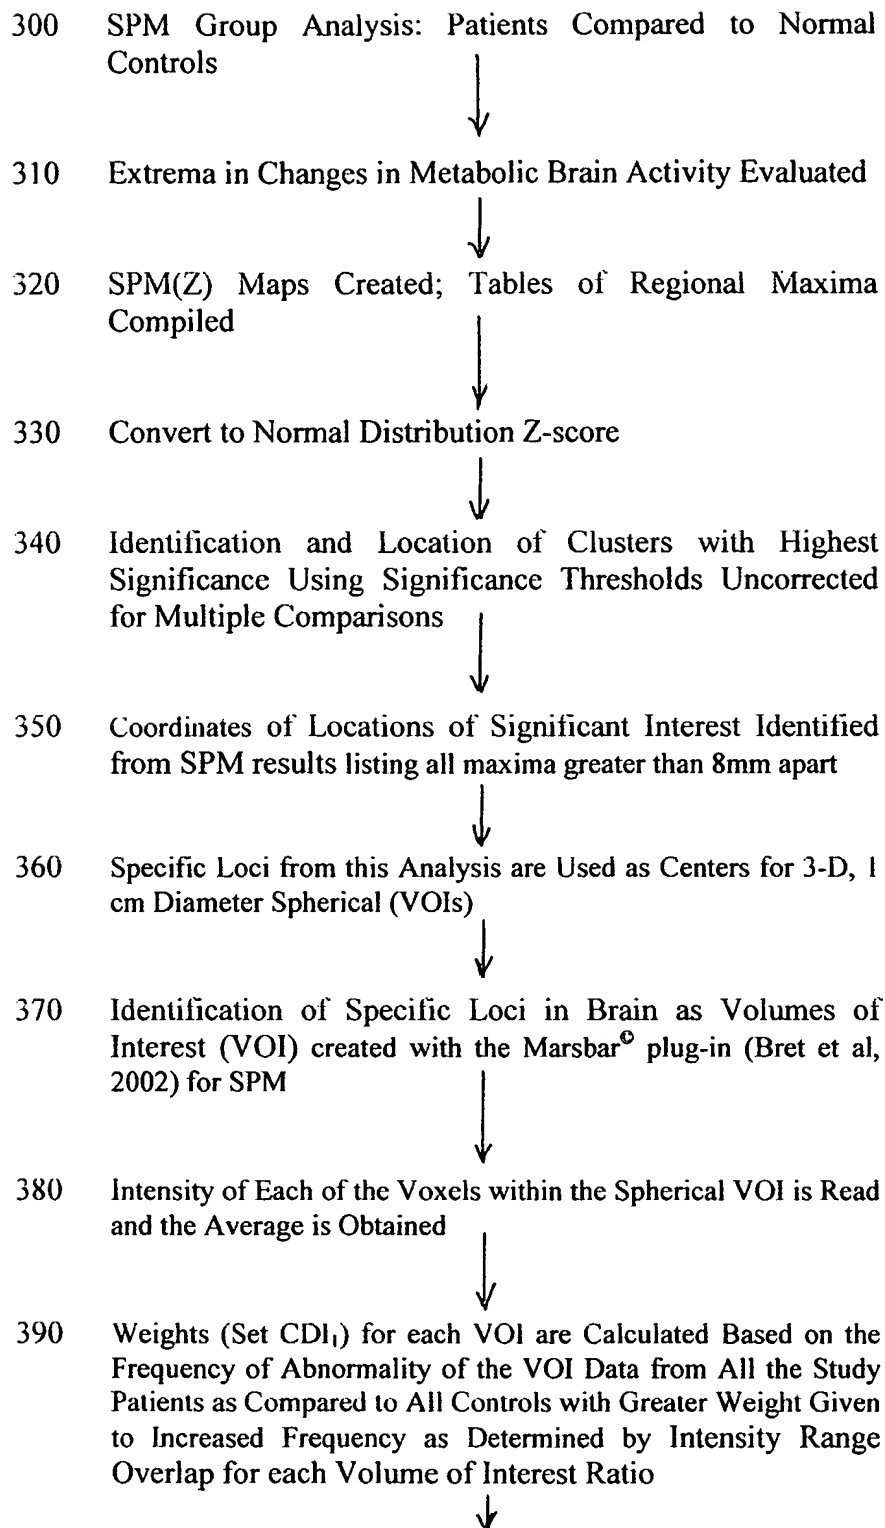 300 SPM Group Analysis: Patients Compared to Normal
Controls
310 Extrema in Changes in Metabolic Brain Activity Evaluated
320 SPM(Z) Maps Created; Tables of Regional Maxima
Compiled
330 Convert to Normal Distribution Z-score
340 Identification and Location of Clusters with Highest
Significance Using Significance Thresholds Uncorrected
for Multiple Comparisons
350 Coordinates of Locations of Significant Interest Identified
from SPM results listing all maxima greater than 8mm apart
360 Specific Loci from this Analysis are Used as Centers for 3-D, 1
cm Diameter Spherical (VOIs)
370 Identification of Specific Loci in Brain as Volumes of
Interest (VOI) created with the Marsbar© plug-in (Bret et al,
2002) for SPM
380 Intensity of Each of the Voxels within the Spherical VOI is Read
and the Average is Obtained
390 Weights (Set CDI₁) for each VOI are Calculated Based on the
Frequency of Abnormality of the VOI Data from All the Study
Patients as Compared to All Controls with Greater Weight Given
to Increased Frequency as Determined by Intensity Range
Overlap for each Volume of Interest Ratio